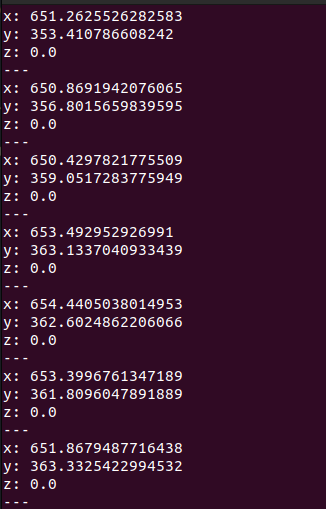 x: 651.2625526282583
y: 353.410786608242
z: 0.0
---
x: 650.8691942076065
y: 356.8015659839595
z: 0.0
---
x: 650.4297821775509
y: 359.0517283775949
z: 0.0
---
x: 653.492952926991
y: 363.1337040933439
z: 0.0
---
x: 654.4405038014953
y: 362.6024862206066
z: 0.0
---
x: 653.3996761347189
y: 361.8096047891889
z: 0.0
---
x: 651.8679487716438
y: 363.3325422994532
z: 0.0
---